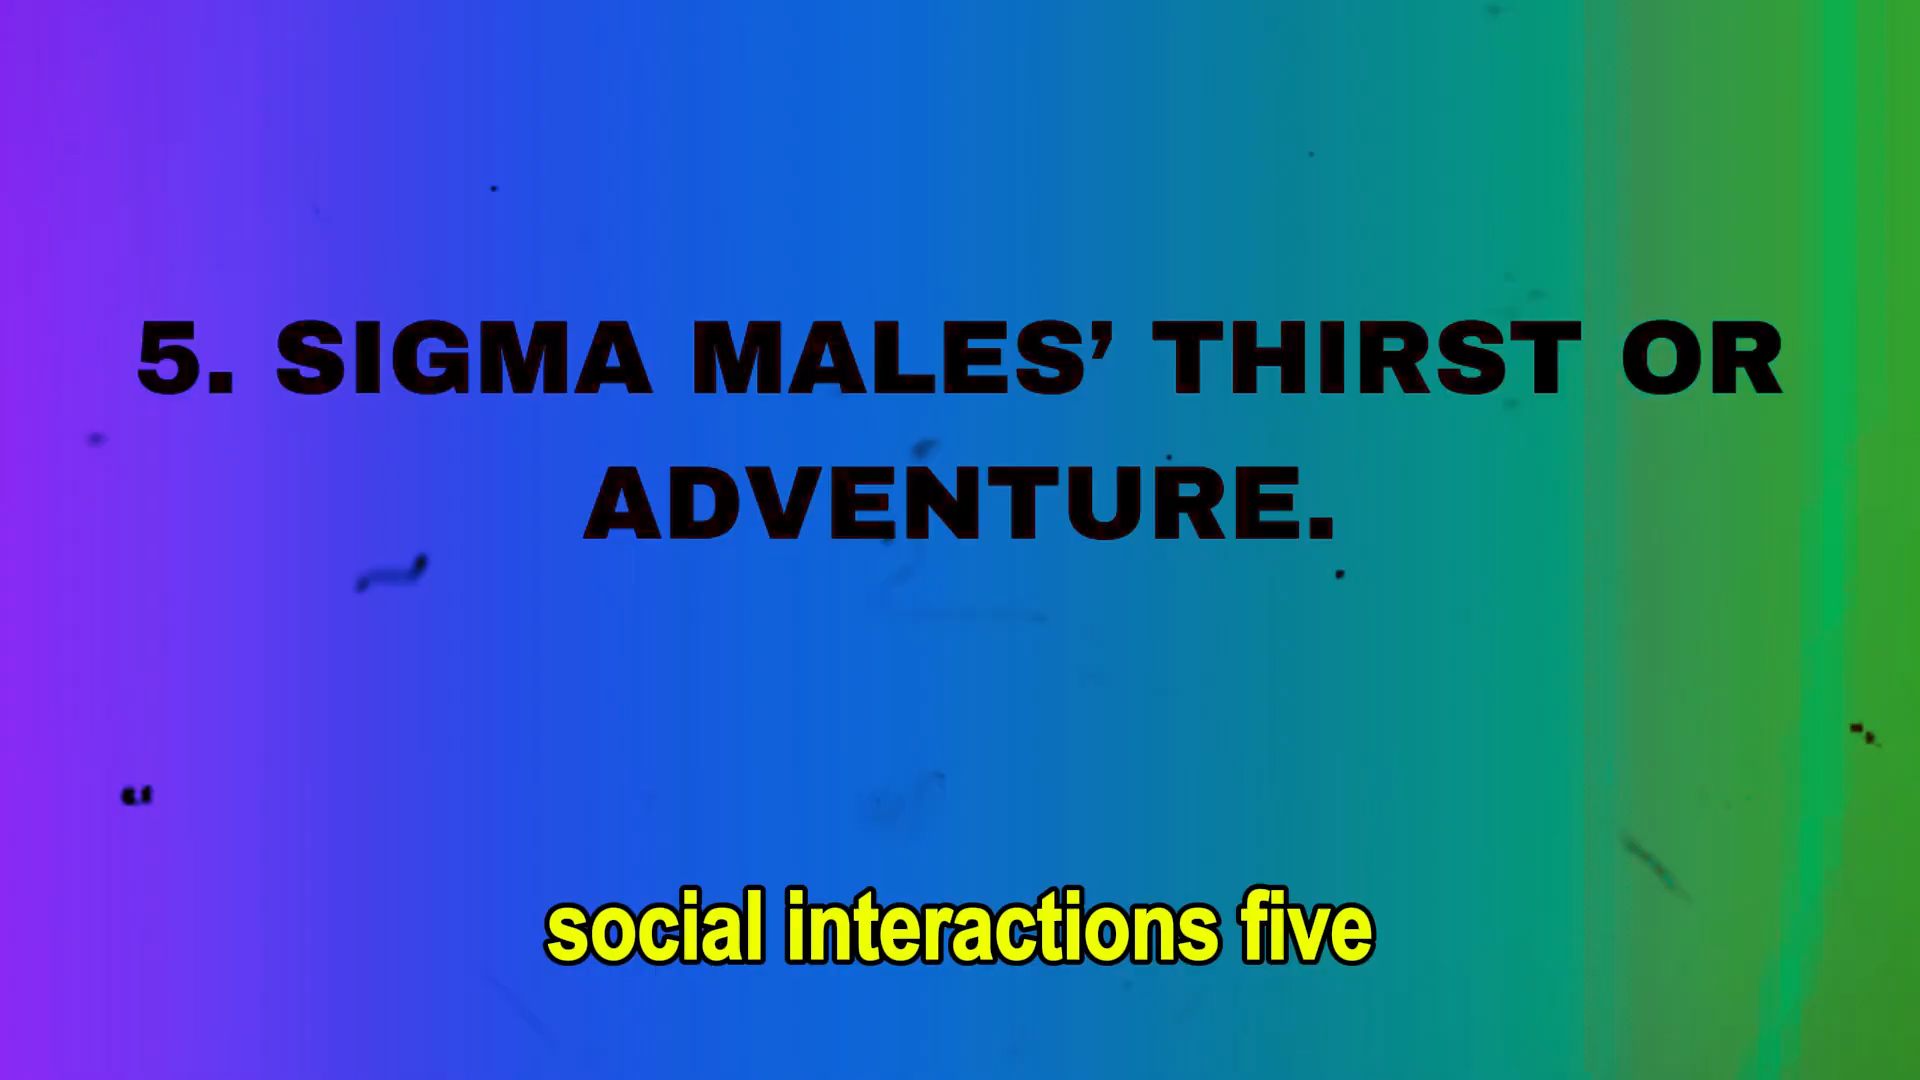 5. SIGMA MALES’ THIRST OR
ADVENTURE.
social interactions five